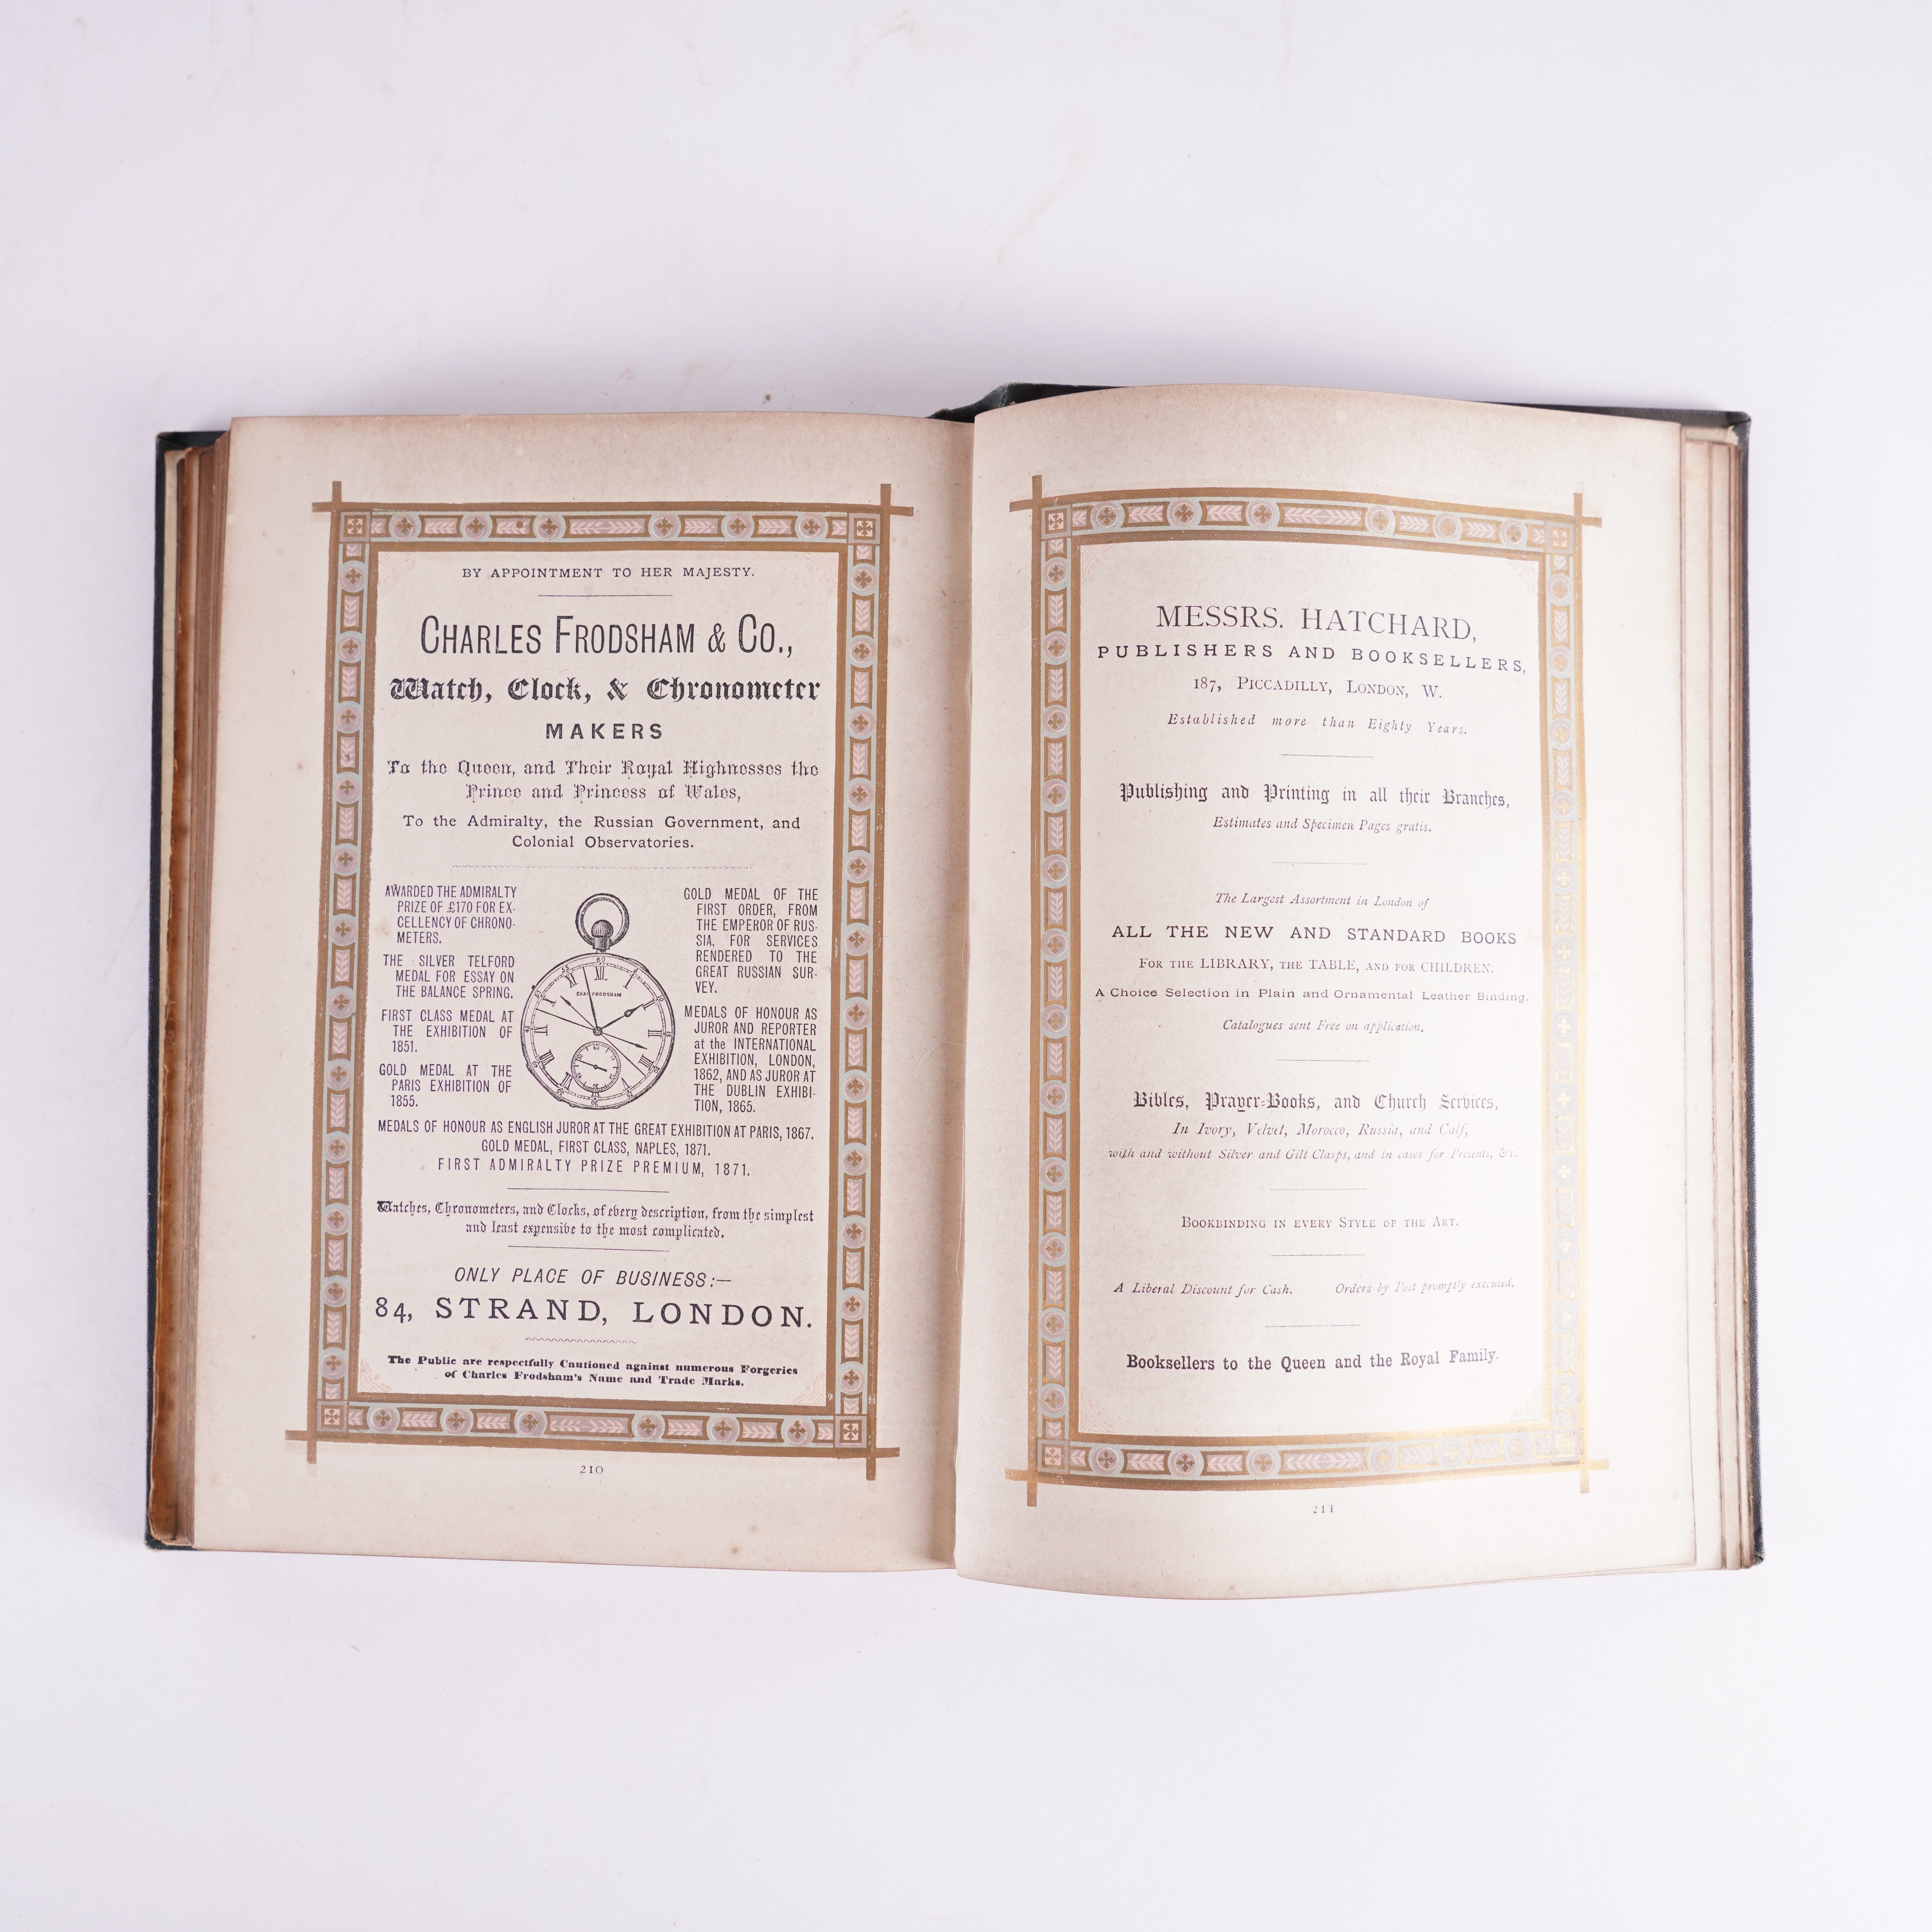 BY APPOINTMENT TO HER MAJESTY.
CHARLES FRODSHAM & CO.,
Watch, Clock, & Chronometer
MAKERS
To the Queen, and Their Royal Highnesses the
Prince and Princess of Wales,
To the Admiralty, the Russian Government, and
Colonial Observatories.
AWARDED THE ADMIRALTY
PRIZE OF £170 FOR EX-
CELLENCY OF CHRONO-
METERS.
THE SILVER TELFORD
MEDAL FOR ESSAY ON
THE BALANCE SPRING.
FIRST CLASS MEDAL AT
THE EXHIBITION OF
1851.
GOLD MEDAL AT THE
PARIS EXHIBITION OF
1855.
CHAS FRODSHAM
GOLD MEDAL OF THE
FIRST ORDER, FROM
THE EMPEROR OF RUS-
SIA, FOR SERVICES
RENDERED TO THE
GREAT RUSSIAN SUR-
VEY.
MEDALS OF HONOUR AS
JUROR AND REPORTER
at the INTERNATIONAL
EXHIBITION, LONDON,
1862, AND AS JUROR AT
THE DUBLIN EXHIBI-
TION, 1865.
MEDALS OF HONOUR AS ENGLISH JUROR AT THE GREAT EXHIBITION AT PARIS, 1867.
GOLD MEDAL, FIRST CLASS, NAPLES, 1871.
FIRST ADMIRALTY PRIZE PREMIUM, 1871.
Watches, Chronometers, and Clocks, of every description, from the simplest
and least expensive to the most complicated.
ONLY PLACE OF BUSINESS:—
84, STRAND, LONDON.
The Public are respectfully Cautioned against numerous Forgeries
of Charles Frodsham's Name and Trade Marks.
210
MESSRS. HATCHARD,
PUBLISHERS AND BOOKSELLERS,
187, PICCADILLY, LONDON, W.
Established more than Eighty Years.
Publishing and Printing in all their Branches,
Estimates and Specimen Pages gratis.
The Largest Assortment in London of
ALL THE NEW AND STANDARD BOOKS
FOR THE LIBRARY, THE TABLE, AND FOR CHILDREN.
A Choice Selection in Plain and Ornamental Leather Binding.
Catalogues sent Free on application.
Bibles, Prayer-Books, and Church Services,
In Ivory, Velvet, Morocco, Russia, and Calf,
with and without Silver and Gilt Clasps, and in cases for Presents, &c.
BOOKBINDING IN EVERY STYLE OF THE ART.
A Liberal Discount for Cash. Orders by Post promptly executed.
Booksellers to the Queen and the Royal Family.
211